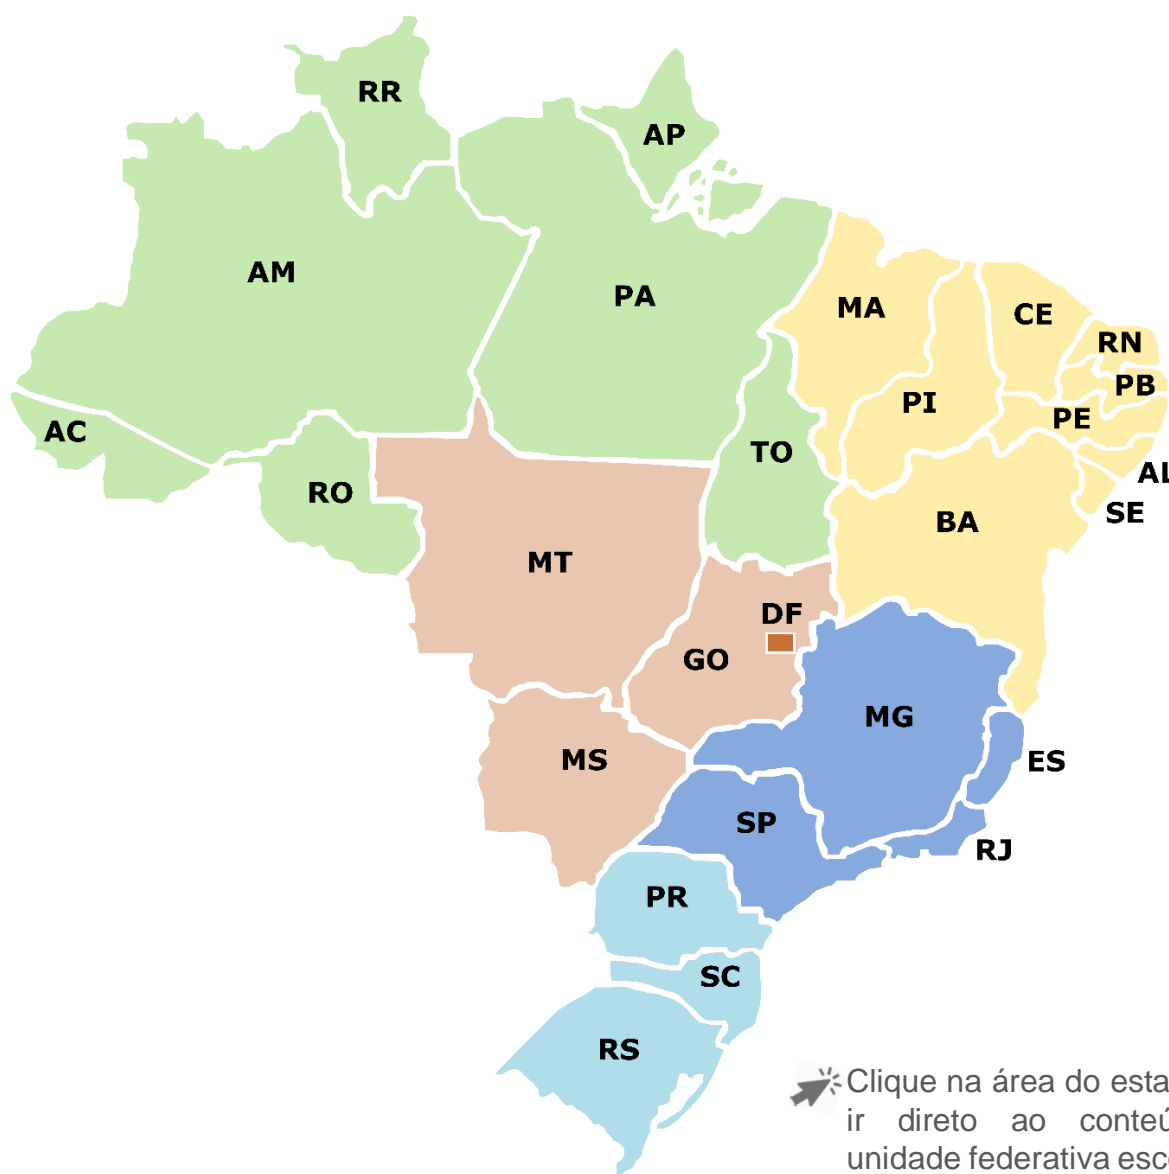 RR
AP
AM
PA
MA
CE
RN
PB
PI
PE
AC
TO
AL
RO
SE
BA
MT
DF
GO
MG
MS
ES
SP
RJ
PR
SC
RS
Clique na área do esta
ir direto ao conteú
unidade federativa esc